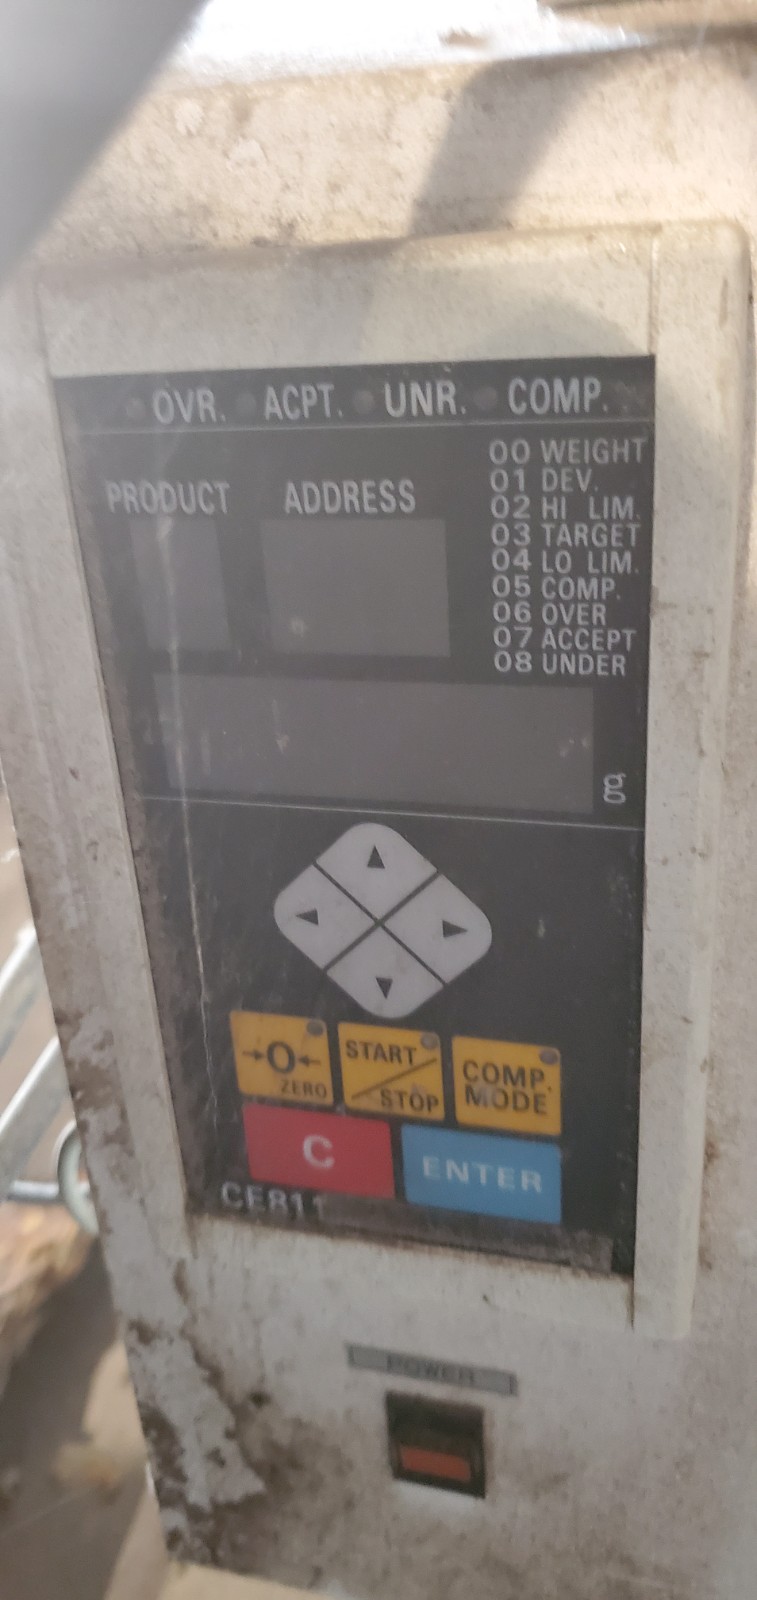 OVR. ACPT. UNR. COMP.
PRODUCT ADDRESS
00 WEIGHT
01 DEV.
02 HI LIM.
03 TARGET
04 LO LIM.
05 COMP.
06 OVER
07 ACCEPT
08 UNDER
g
→0←
ZERO
START
STOP
COMP.
MODE
C
ENTER
CE811
POWER